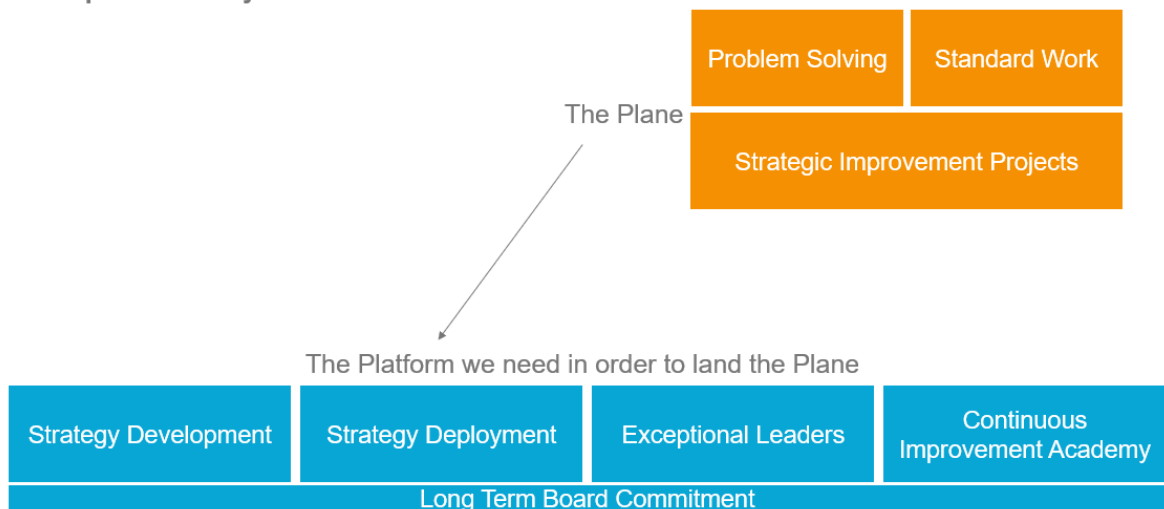 Problem Solving
Standard Work
The Plane
Strategic Improvement Projects
The Platform we need in order to land the Plane
Strategy Development
Strategy Deployment
Exceptional Leaders
Continuous
Improvement Academy
Long Term Board Commitment